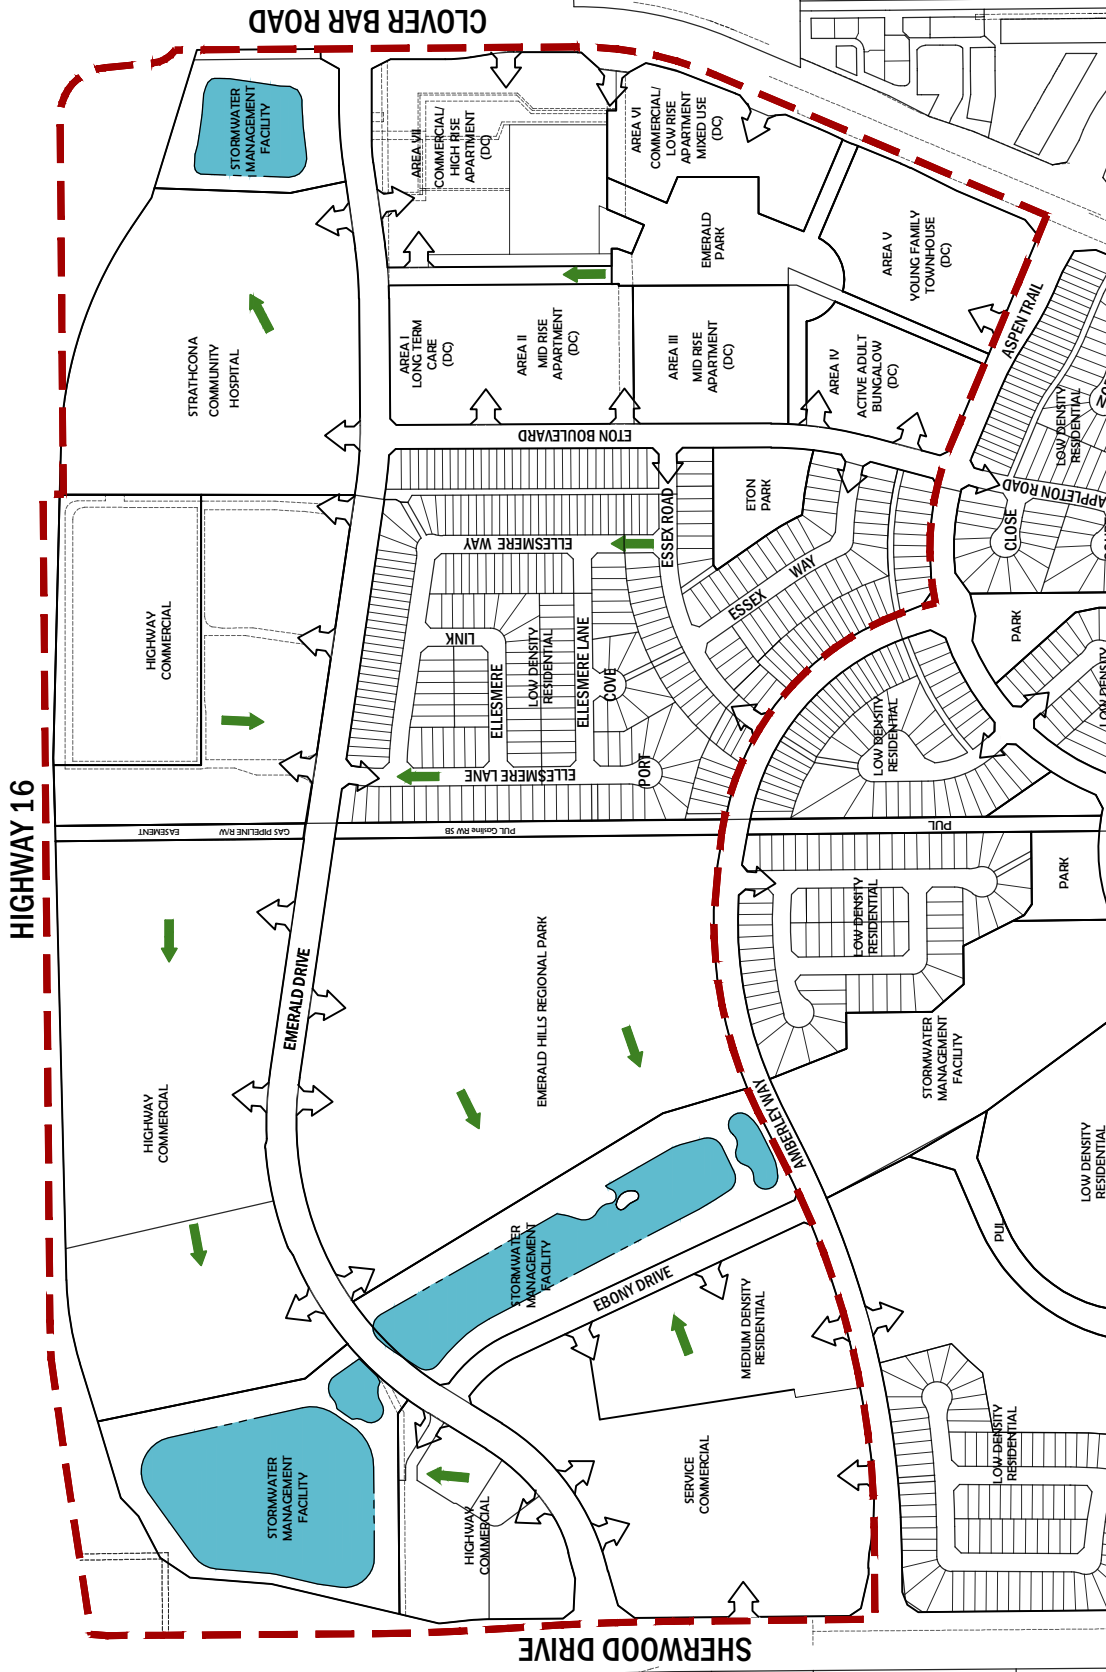 CLOVER BAR ROAD
STORMWATER
MANAGEMENT
FACILITY
AREA VII
COMMERCIAL/
HIGH RISE
APARTMENT
(DC)
AREA VI
COMMERCIAL/
LOW RISE
APARTMENT
MIXED USE
(DC)
EMERALD
PARK
AREA V
YOUNG FAMILY
TOWNHOUSE
(DC)
STRATHCONA
COMMUNITY
HOSPITAL
AREA I
LONG TERM
CARE
(DC)
AREA II
MID RISE
APARTMENT
(DC)
AREA III
MID RISE
APARTMENT
(DC)
AREA IV
ACTIVE ADULT
BUNGALOW
(DC)
ASPEN TRAIL
LOW DENSITY
RESIDENTIAL
ETON BOULEVARD
APPLETON ROAD
CLOSE
ETON
PARK
ESSEX ROAD
ELLESMERE WAY
ESSEX WAY
HIGHWAY
COMMERCIAL
LINK
ELLESMERE
LOW DENSITY
RESIDENTIAL
ELLESMERE LANE
COVE
PORT
ELLESMERE LANE
PARK
LOW DENSITY
LOW DENSITY
RESIDENTIAL
HIGHWAY 16
EASEMENT
GAS PIPELINE R/W
PUL Gasline RW SB
PUL
PARK
LOW DENSITY
RESIDENTIAL
EMERALD DRIVE
EMERALD HILLS REGIONAL PARK
HIGHWAY
COMMERCIAL
STORMWATER
MANAGEMENT
FACILITY
AMBERLEY WAY
LOW DENSITY
RESIDENTIAL
PUL
STORMWATER
MANAGEMENT
FACILITY
EBONY DRIVE
MEDIUM DENSITY
RESIDENTIAL
STORMWATER
MANAGEMENT
FACILITY
HIGHWAY
COMMERCIAL
SERVICE
COMMERCIAL
LOW DENSITY
RESIDENTIAL
SHERWOOD DRIVE